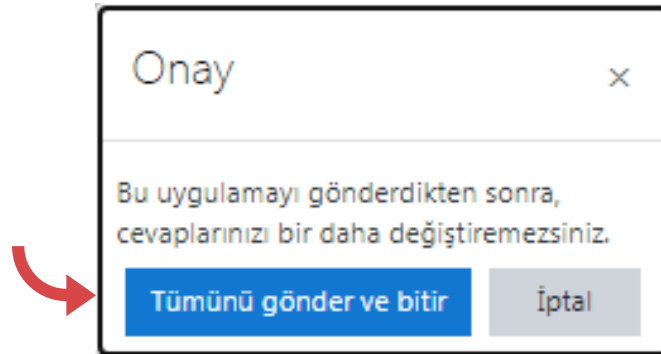 Onay
×
Bu uygulamayı gönderdikten sonra,
cevaplarınızı bir daha değiştiremezsiniz.
Tümünü gönder ve bitir İptal